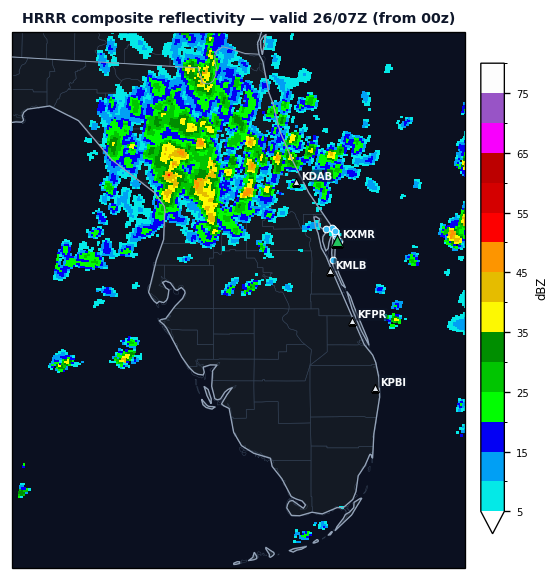 HRRR composite reflectivity — valid 26/07Z (from 00z)
KDAB
KXMR
KMLB
KFPR
KPBI
75
65
55
45
35
25
15
5
dBZ